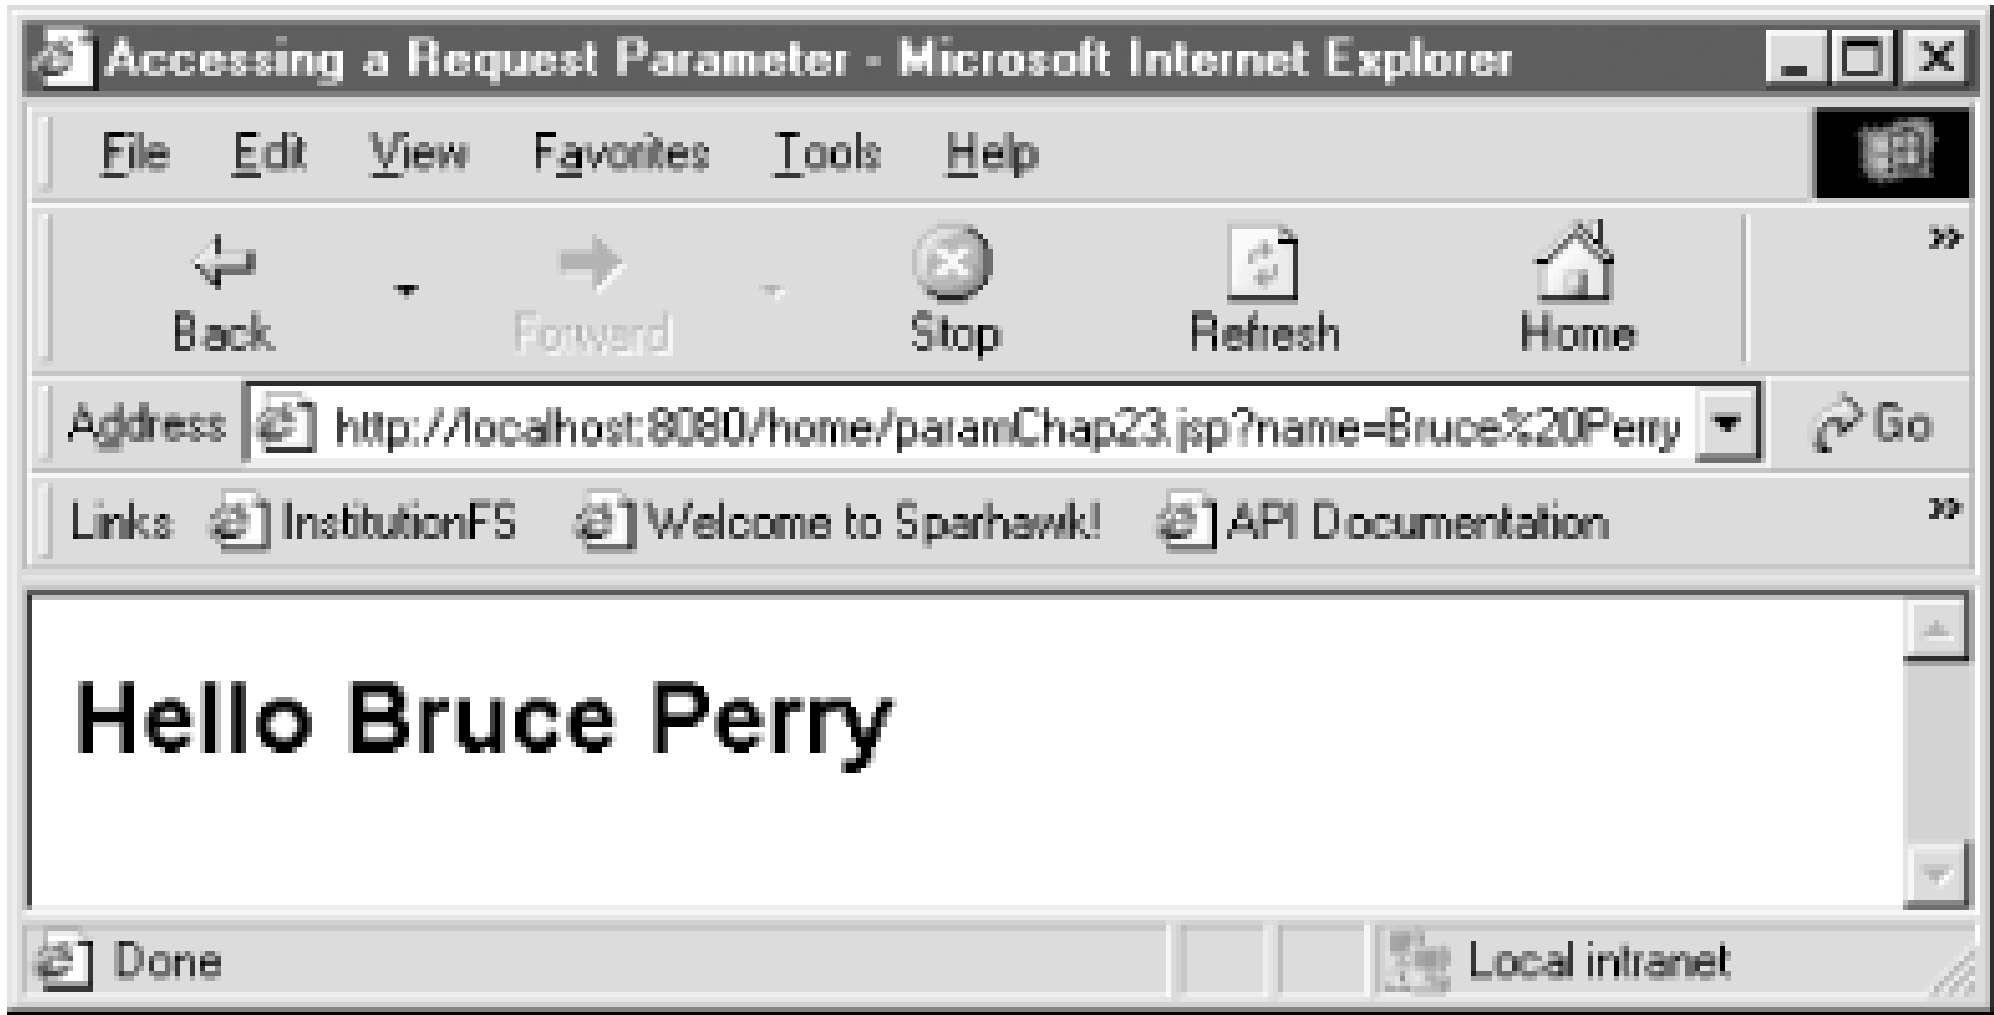 Accessing a Request Parameter - Microsoft Internet Explorer
File Edit View Favorites Tools Help
Back Forward Stop Refresh Home »
Address http://localhost:8080/home/paramChap23.jsp?name=Bruce%20Perry Go
Links InstitutionFS Welcome to Sparhawk! API Documentation »
Hello Bruce Perry
Done Local intranet